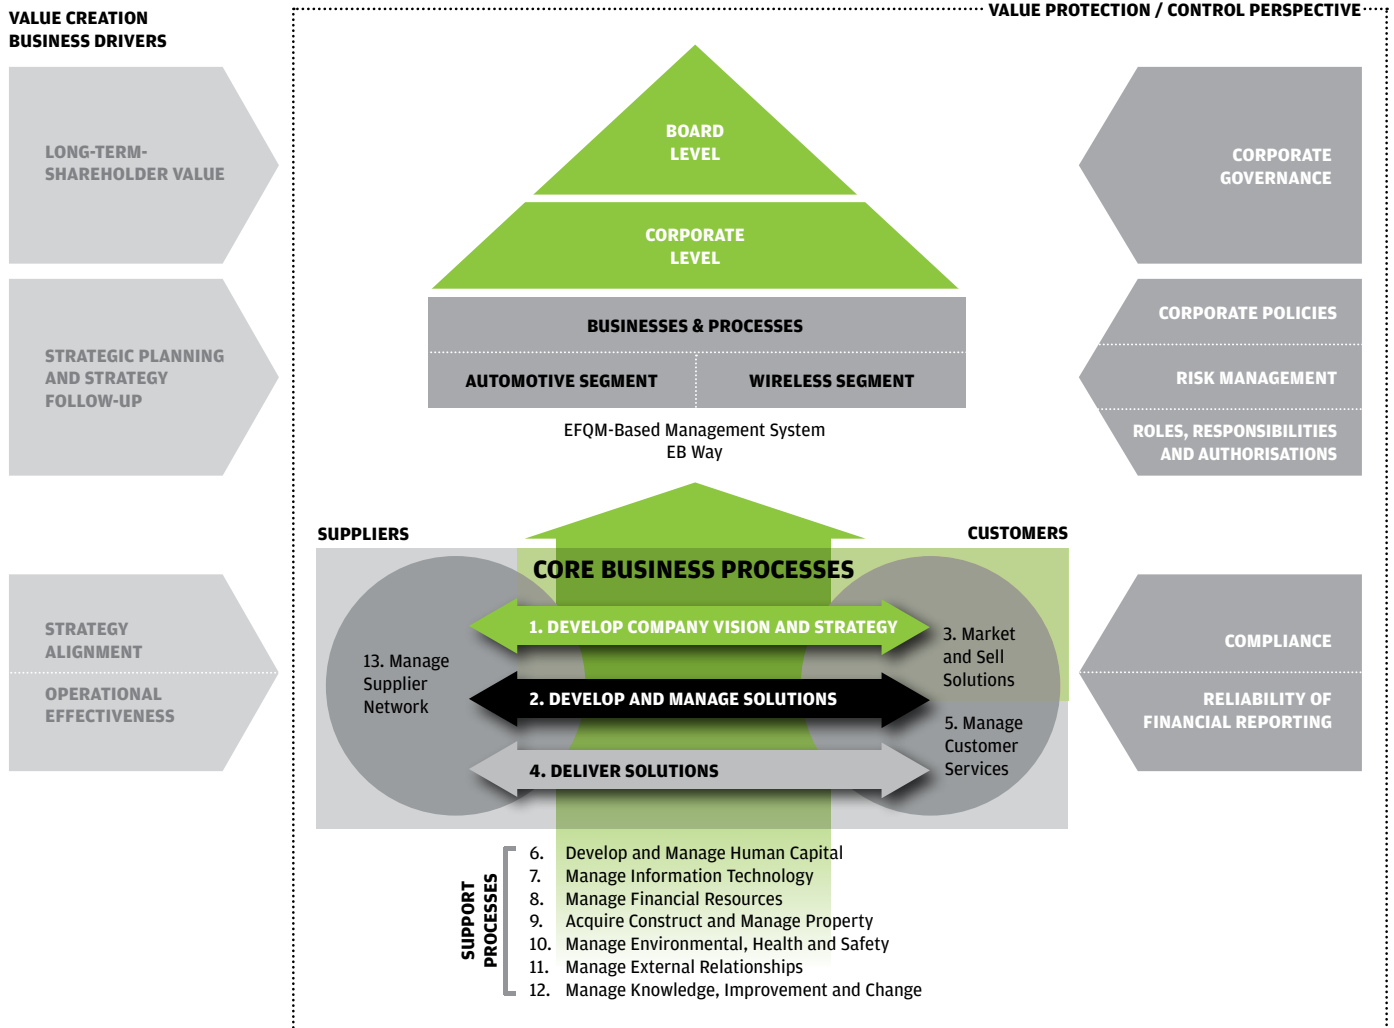 VALUE CREATION
BUSINESS DRIVERS
VALUE PROTECTION / CONTROL PERSPECTIVE
LONG-TERM-
SHAREHOLDER VALUE
BOARD
LEVEL
CORPORATE
GOVERNANCE
CORPORATE
LEVEL
STRATEGIC PLANNING
AND STRATEGY
FOLLOW-UP
BUSINESSES & PROCESSES
AUTOMOTIVE SEGMENT
WIRELESS SEGMENT
CORPORATE POLICIES
RISK MANAGEMENT
ROLES, RESPONSIBILITIES
AND AUTHORISATIONS
EFQM-Based Management System
EB Way
SUPPLIERS
CUSTOMERS
CORE BUSINESS PROCESSES
STRATEGY
ALIGNMENT
OPERATIONAL
EFFECTIVENESS
13. Manage
Supplier
Network
1. DEVELOP COMPANY VISION AND STRATEGY
2. DEVELOP AND MANAGE SOLUTIONS
4. DELIVER SOLUTIONS
3. Market
and Sell
Solutions
5. Manage
Customer
Services
COMPLIANCE
RELIABILITY OF
FINANCIAL REPORTING
SUPPORT
PROCESSES
6. Develop and Manage Human Capital
7. Manage Information Technology
8. Manage Financial Resources
9. Acquire Construct and Manage Property
10. Manage Environmental, Health and Safety
11. Manage External Relationships
12. Manage Knowledge, Improvement and Change